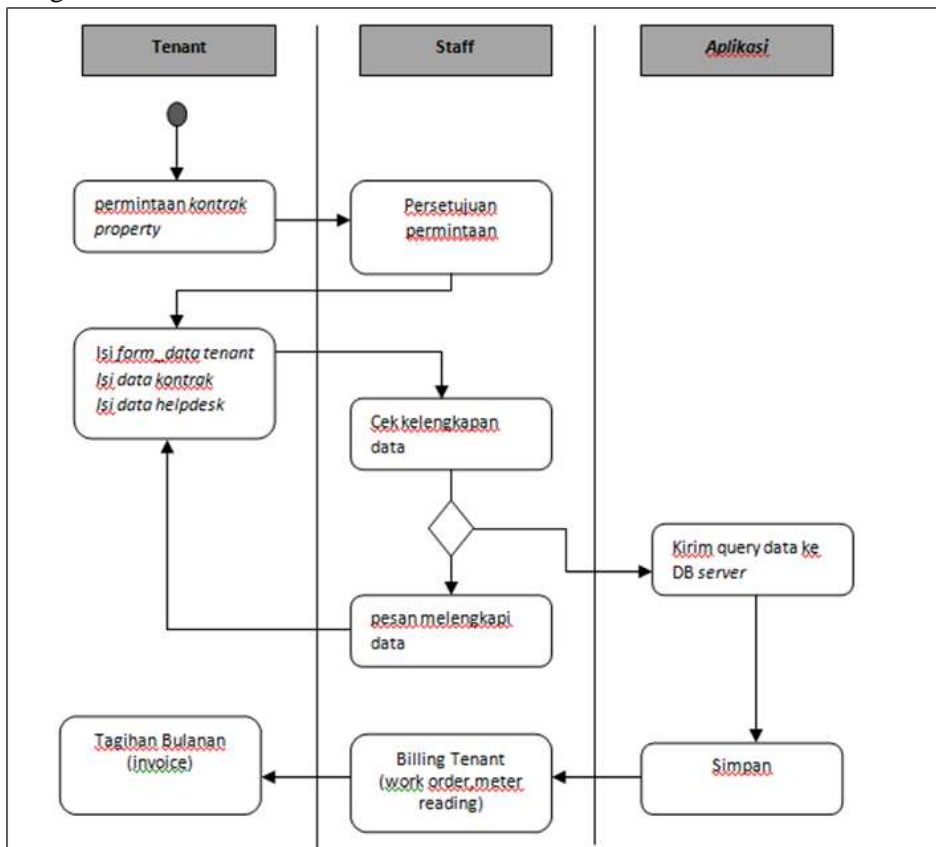 Tenant
Staff
Aplikasi
permintaan kontrak
property
Persetujuan
permintaan
Isi form_data tenant
Isi data kontrak
Isi data helpdesk
Cek kelengkapan
data
Kirim query data ke
DB server
pesan melengkapi
data
Tagihan Bulanan
(invoice)
Billing Tenant
(work order,meter
reading)
Simpan